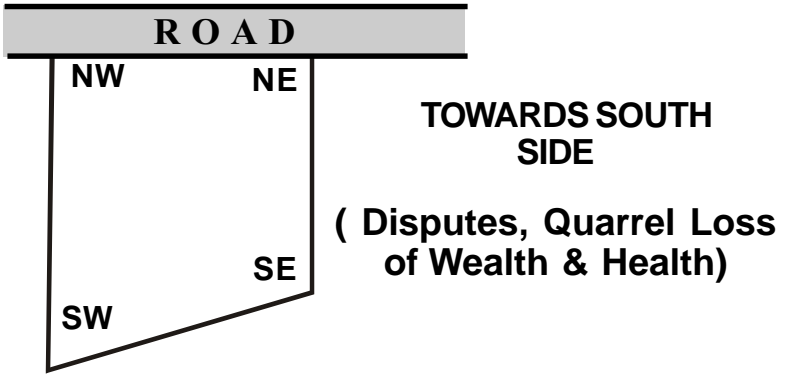 ROAD
NW NE
TOWARDS SOUTH
SIDE
( Disputes, Quarrel Loss
of Wealth & Health)
SE
SW